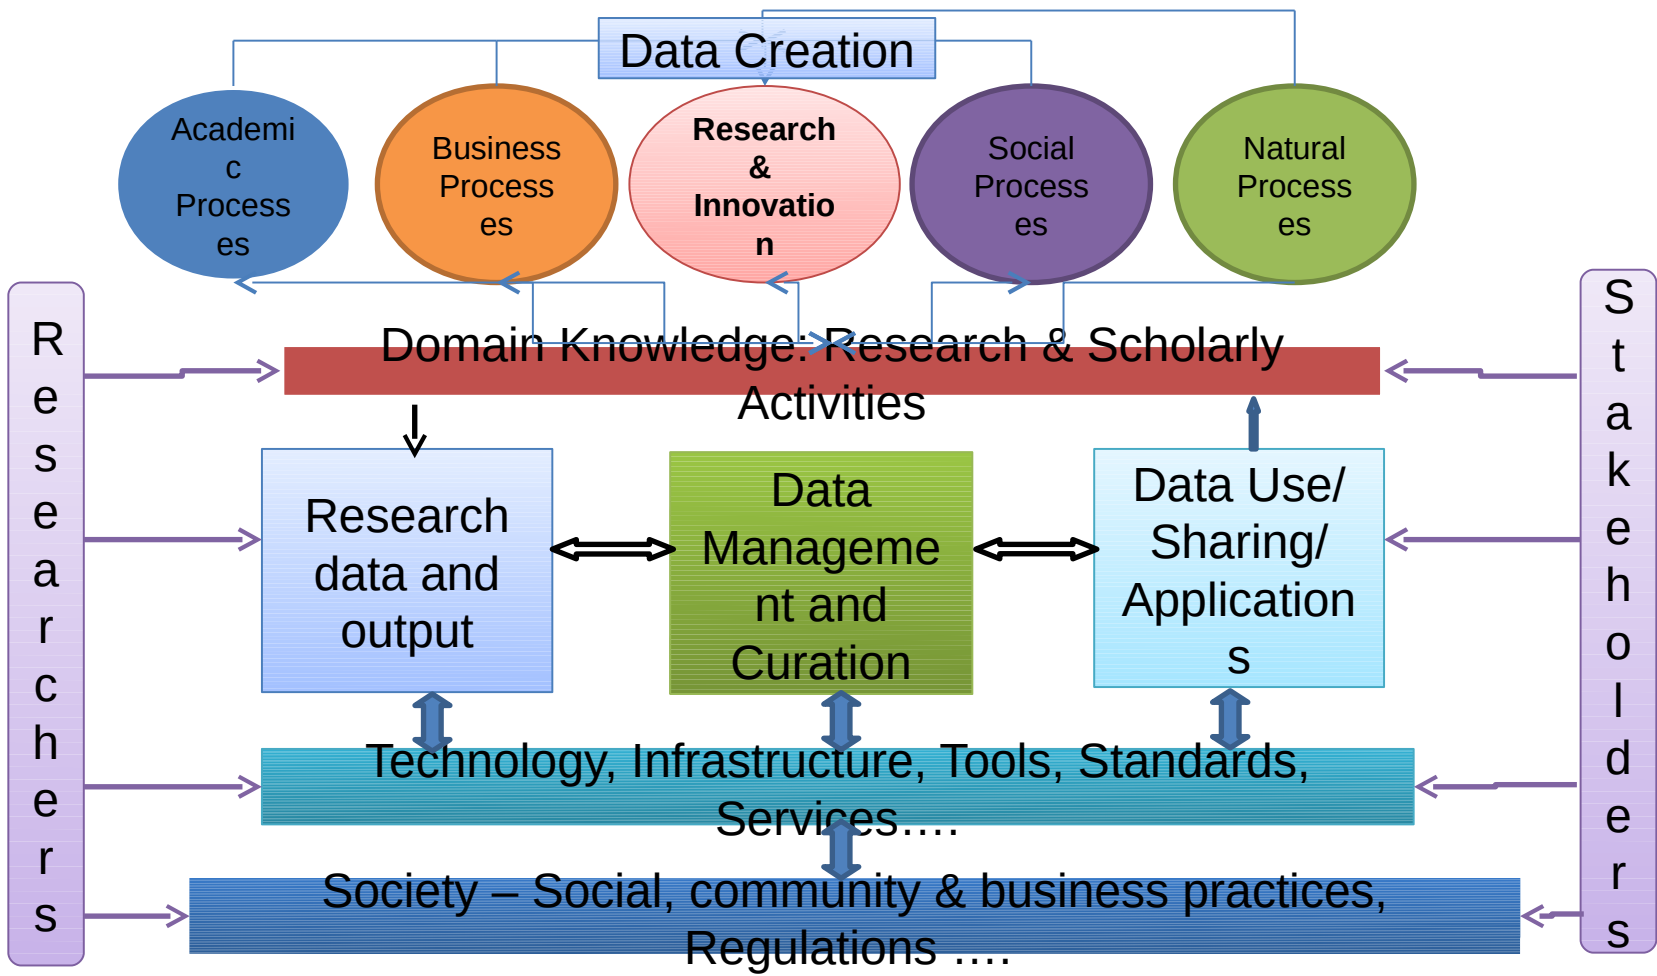 Data Creation
Academi
c
Process
es
Business
Process
es
Research
&
Innovatio
n
Social
Process
es
Natural
Process
es
R
e
s
e
a
r
c
h
e
r
s
Domain Knowledge: Research & Scholarly
Activities
Research
data and
output
Data
Manageme
nt and
Curation
Data Use/
Sharing/
Application
s
Technology, Infrastructure, Tools, Standards,
Services….
Society – Social, community & business practices,
Regulations ….
S
t
a
k
e
h
o
l
d
e
r
s